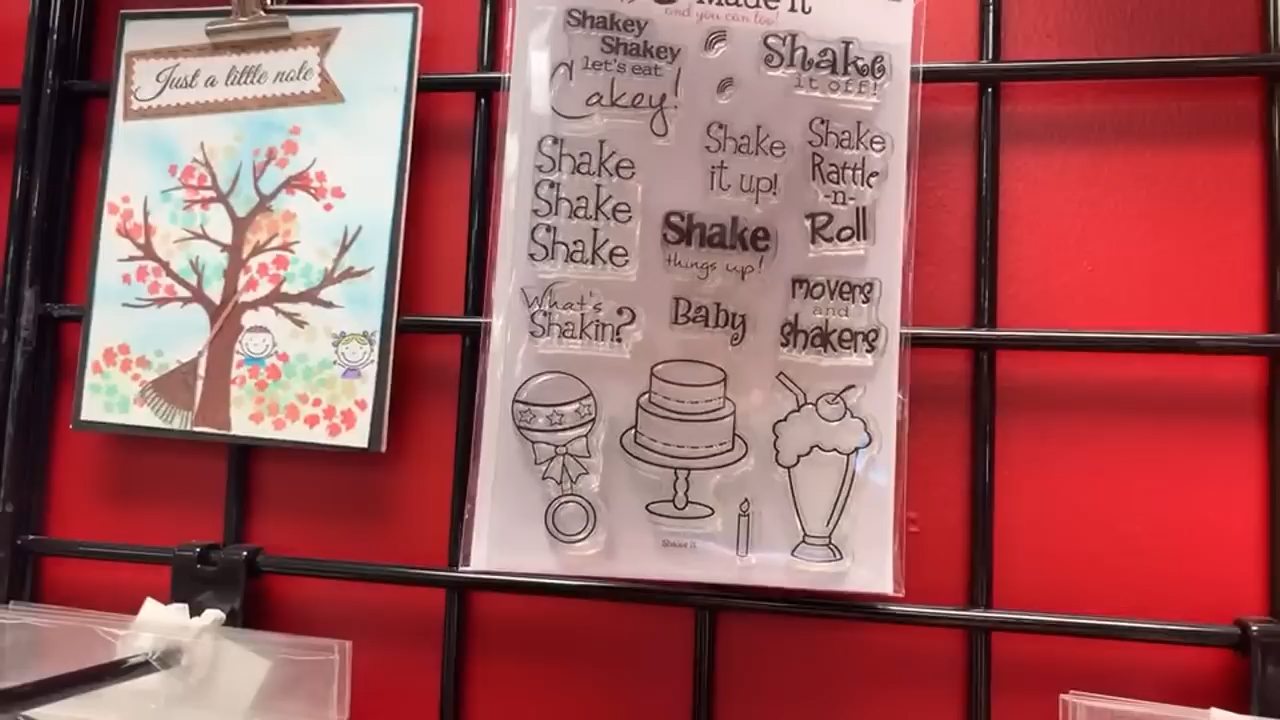 Just a little note
Made it
and you can too!
Shakey
Shakey
let's eat
Cakey!
Shake
it off!
Shake
Shake
Shake
Shake
it up!
Shake
Rattle
-n-
Roll
Shake
things up!
What's
Shakin?
Baby
movers
and
shakers
Shake It